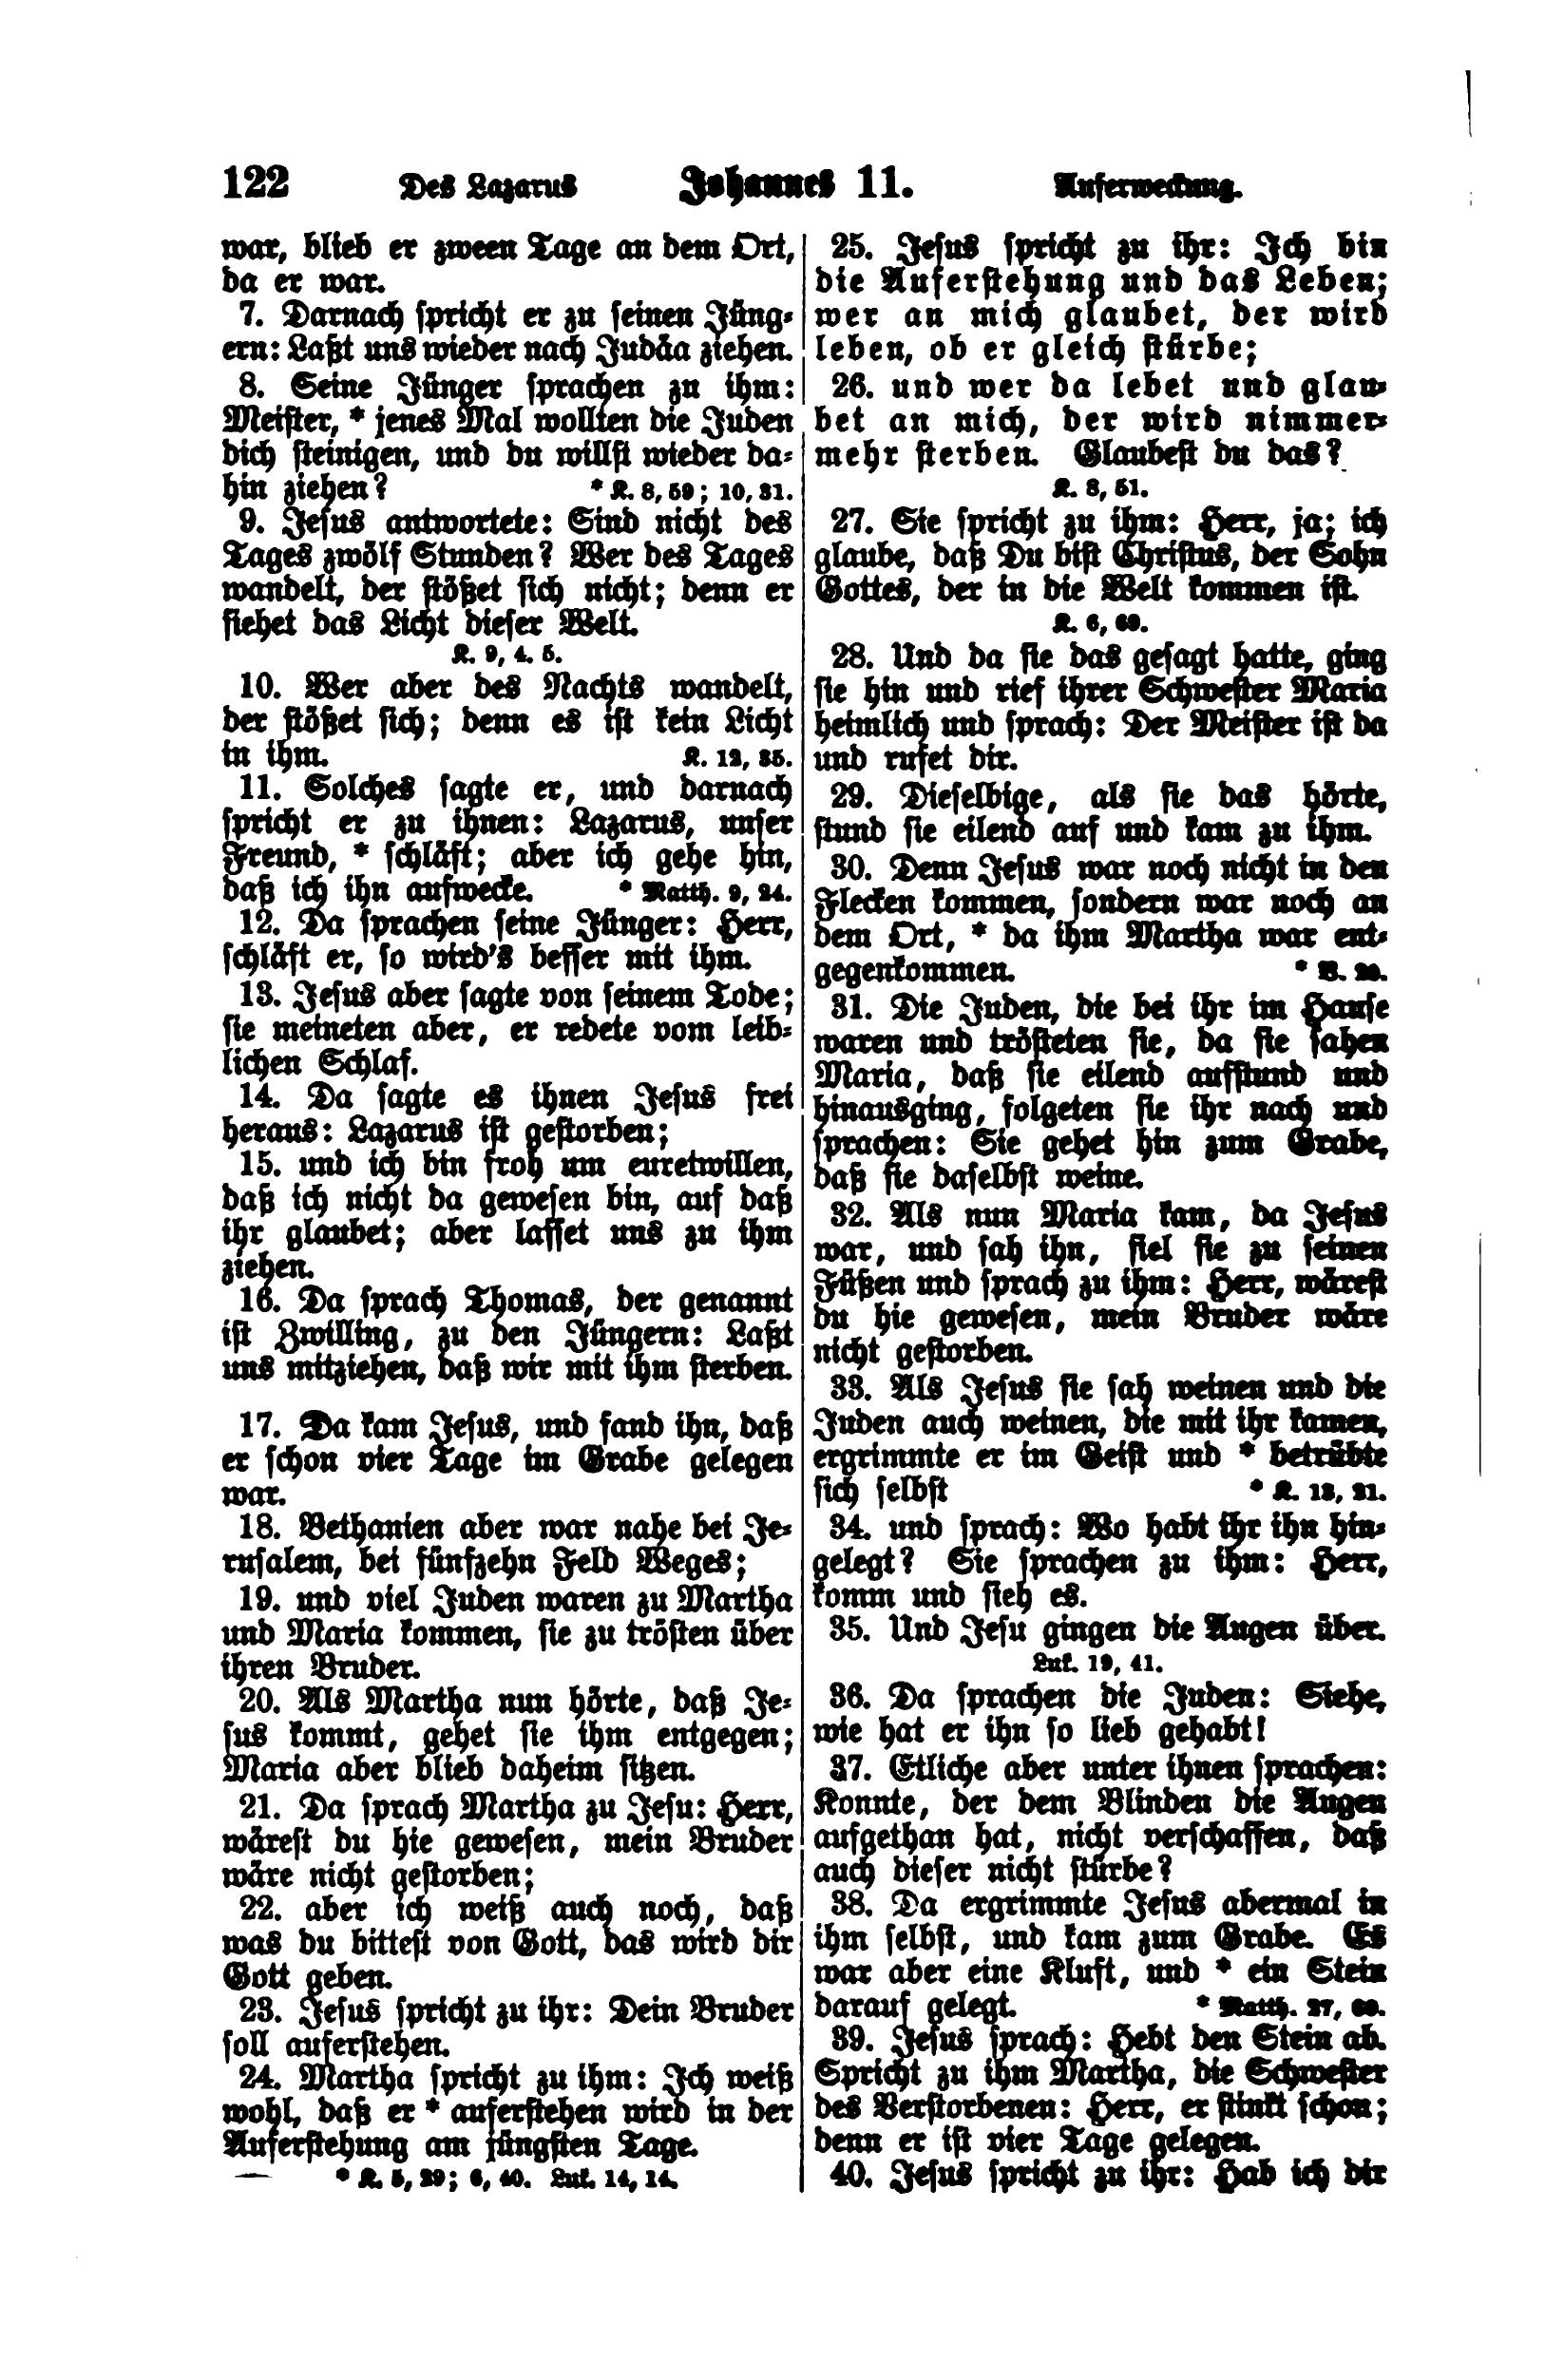 122 Des Lazarus Johannes 11. Auferweckung.
war, blieb er zween Tage an dem Ort,
da er war.
7. Darnach spricht er zu seinen Jüng-
ern: Laßt uns wieder nach Judäa ziehen.
8. Seine Jünger sprachen zu ihm:
Meister, * jenes Mal wollten die Juden
dich steinigen, und du willst wieder da-
hin ziehen? * K. 8, 59; 10, 31.
9. Jesus antwortete: Sind nicht des
Tages zwölf Stunden? Wer des Tages
wandelt, der stößet sich nicht; denn er
siehet das Licht dieser Welt.
K. 9, 4. 5.
10. Wer aber des Nachts wandelt,
der stößet sich; denn es ist kein Licht
in ihm. K. 12, 35.
11. Solches sagte er, und darnach
spricht er zu ihnen: Lazarus, unser
Freund, * schläft; aber ich gehe hin,
daß ich ihn aufwecke. * Matth. 9, 24.
12. Da sprachen seine Jünger: Herr,
schläft er, so wird's besser mit ihm.
13. Jesus aber sagte von seinem Tode;
sie meineten aber, er redete vom leib-
lichen Schlaf.
14. Da sagte es ihnen Jesus frei
heraus: Lazarus ist gestorben;
15. und ich bin froh um euretwillen,
daß ich nicht da gewesen bin, auf daß
ihr glaubet; aber lasset uns zu ihm
ziehen.
16. Da sprach Thomas, der genannt
ist Zwilling, zu den Jüngern: Laßt
uns mitziehen, daß wir mit ihm sterben.
17. Da kam Jesus, und fand ihn, daß
er schon vier Tage im Grabe gelegen
war.
18. Bethanien aber war nahe bei Je-
rusalem, bei fünfzehn Feld Weges;
19. und viel Juden waren zu Martha
und Maria kommen, sie zu trösten über
ihren Bruder.
20. Als Martha nun hörte, daß Je-
sus kommt, gehet sie ihm entgegen;
Maria aber blieb daheim sitzen.
21. Da sprach Martha zu Jesu: Herr,
wärest du hie gewesen, mein Bruder
wäre nicht gestorben;
22. aber ich weiß auch noch, daß
was du bittest von Gott, das wird dir
Gott geben.
23. Jesus spricht zu ihr: Dein Bruder
soll auferstehen.
24. Martha spricht zu ihm: Ich weiß
wohl, daß er * auferstehen wird in der
Auferstehung am jüngsten Tage.
* K. 5, 29; 6, 40. Luk. 14, 14.
25. Jesus spricht zu ihr: Ich bin
die Auferstehung und das Leben;
wer an mich glaubet, der wird
leben, ob er gleich stürbe;
26. und wer da lebet und glau-
bet an mich, der wird nimmer-
mehr sterben. Glaubest du das?
K. 8, 51.
27. Sie spricht zu ihm: Herr, ja; ich
glaube, daß Du bist Christus, der Sohn
Gottes, der in die Welt kommen ist.
K. 6, 69.
28. Und da sie das gesagt hatte, ging
sie hin und rief ihrer Schwester Maria
heimlich und sprach: Der Meister ist da
und rufet dir.
29. Dieselbige, als sie das hörte,
stund sie eilend auf und kam zu ihm.
30. Denn Jesus war noch nicht in den
Flecken kommen, sondern war noch an
dem Ort, * da ihm Martha war ent-
gegenkommen. * V. 20.
31. Die Juden, die bei ihr im Hause
waren und trösteten sie, da sie sahen
Maria, daß sie eilend aufstund und
hinausging, folgeten sie ihr nach und
sprachen: Sie gehet hin zum Grabe,
daß sie daselbst weine.
32. Als nun Maria kam, da Jesus
war, und sah ihn, fiel sie zu seinen
Füßen und sprach zu ihm: Herr, wärest
du hie gewesen, mein Bruder wäre
nicht gestorben.
33. Als Jesus sie sah weinen und die
Juden auch weinen, die mit ihr kamen,
ergrimmte er im Geist und * betrübte
sich selbst * K. 13, 21.
34. und sprach: Wo habt ihr ihn hin-
gelegt? Sie sprachen zu ihm: Herr,
komm und sieh es.
35. Und Jesu gingen die Augen über.
Luk. 19, 41.
36. Da sprachen die Juden: Siehe,
wie hat er ihn so lieb gehabt!
37. Etliche aber unter ihnen sprachen:
Konnte, der dem Blinden die Augen
aufgethan hat, nicht verschaffen, daß
auch dieser nicht stürbe?
38. Da ergrimmte Jesus abermal in
ihm selbst, und kam zum Grabe. Es
war aber eine Kluft, und * ein Stein
darauf gelegt. * Matth. 27, 60.
39. Jesus sprach: Hebt den Stein ab.
Spricht zu ihm Martha, die Schwester
des Verstorbenen: Herr, er stinkt schon;
denn er ist vier Tage gelegen.
40. Jesus spricht zu ihr: Hab ich dir